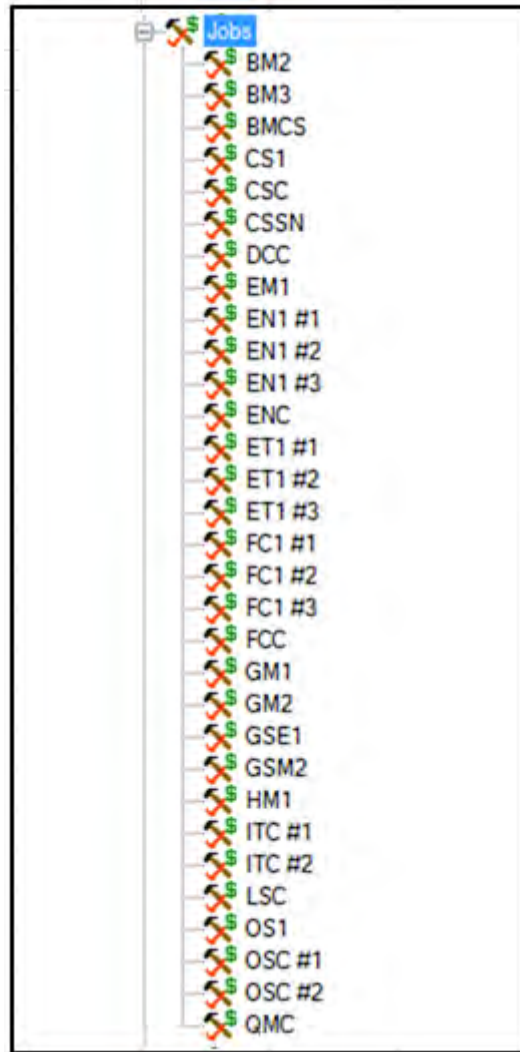 Jobs
BM2
BM3
BMCS
CS1
CSC
CSSN
DCC
EM1
EN1 #1
EN1 #2
EN1 #3
ENC
ET1 #1
ET1 #2
ET1 #3
FC1 #1
FC1 #2
FC1 #3
FCC
GM1
GM2
GSE1
GSM2
HM1
ITC #1
ITC #2
LSC
OS1
OSC #1
OSC #2
QMC